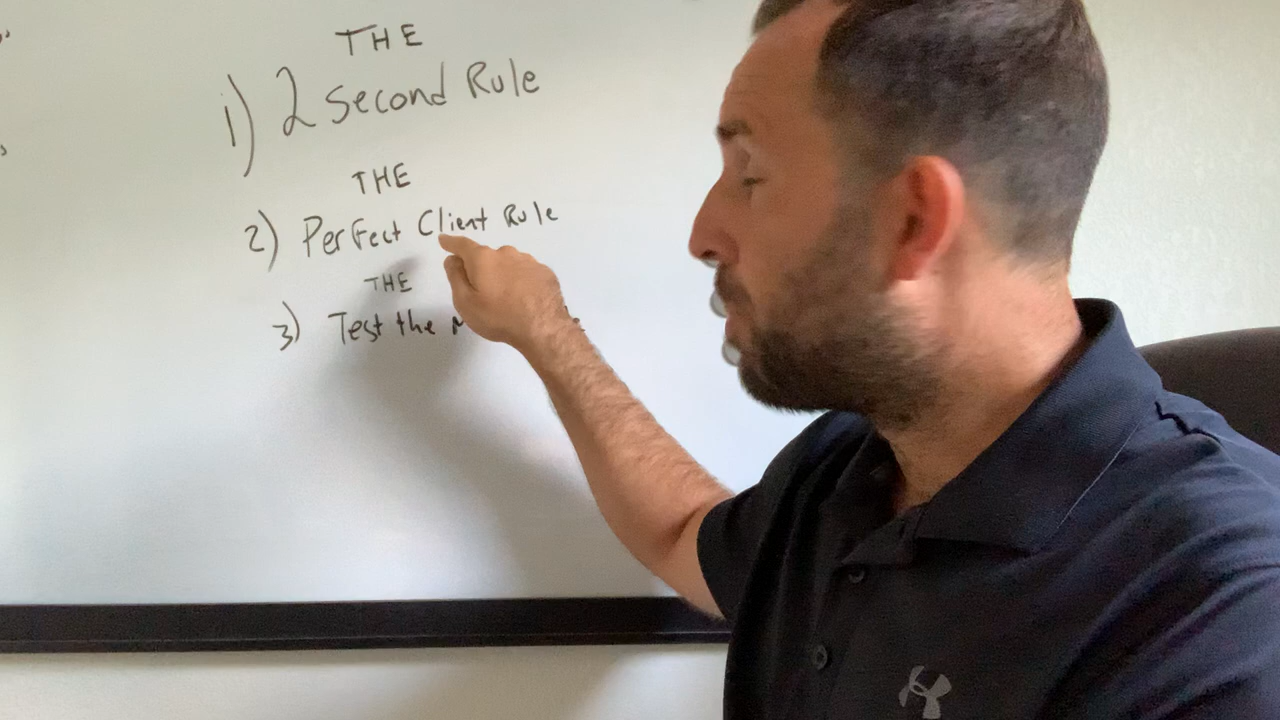 THE
1) 2 Second Rule
THE
2) Perfect Client Rule
THE
3) Test the